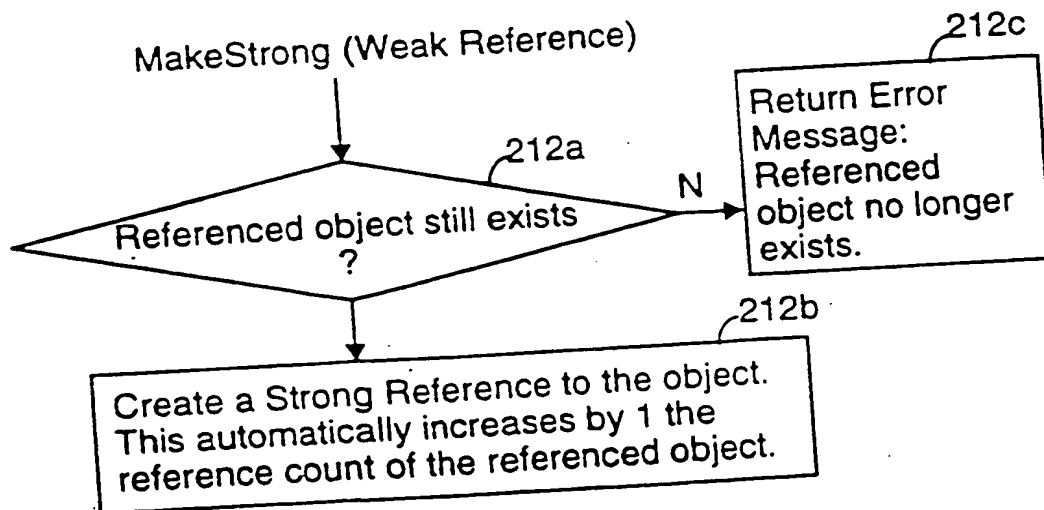 MakeStrong (Weak Reference)
212a
Referenced object still exists
?
N
212c
Return Error
Message:
Referenced
object no longer
exists.
212b
Create a Strong Reference to the object.
This automatically increases by 1 the
reference count of the referenced object.